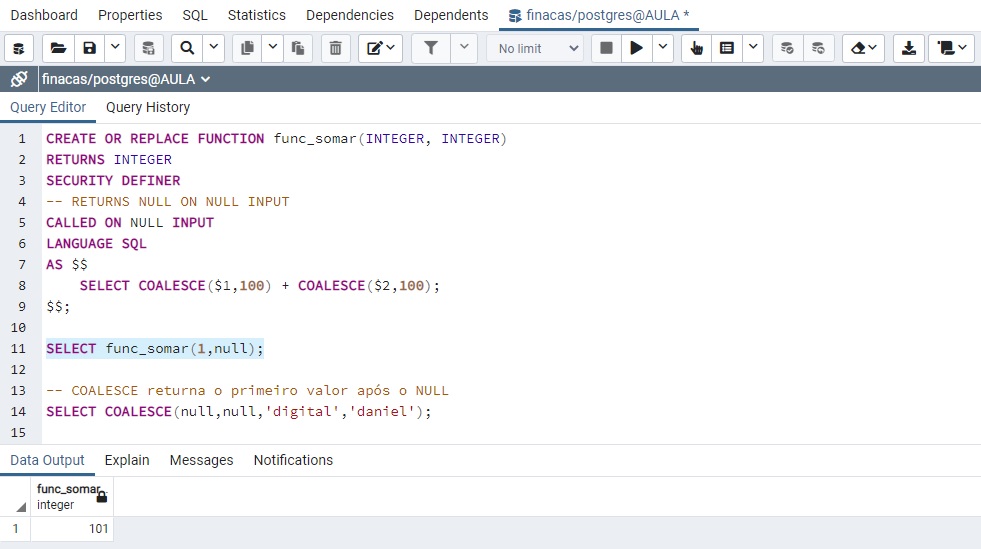 Dashboard Properties SQL Statistics Dependencies Dependents finacas/postgres@AULA *
No limit
finacas/postgres@AULA
Query Editor Query History
1 CREATE OR REPLACE FUNCTION func_somar(INTEGER, INTEGER)
2 RETURNS INTEGER
3 SECURITY DEFINER
4 -- RETURNS NULL ON NULL INPUT
5 CALLED ON NULL INPUT
6 LANGUAGE SQL
7 AS $$
8 SELECT COALESCE($1,100) + COALESCE($2,100);
9 $$;
10
11 SELECT func_somar(1,null);
12
13 -- COALESCE returna o primeiro valor após o NULL
14 SELECT COALESCE(null,null,'digital','daniel');
15
Data Output Explain Messages Notifications
func_somar
integer
1 101